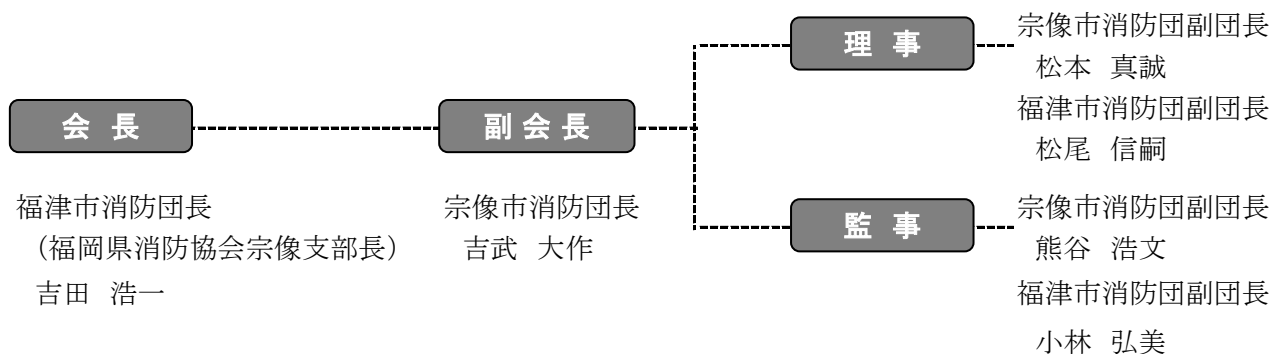 会 長
福津市消防団長
（福岡県消防協会宗像支部長）
吉田 浩一
副 会 長
宗像市消防団長
吉武 大作
理 事
宗像市消防団副団長
松本 真誠
福津市消防団副団長
松尾 信嗣
監 事
宗像市消防団副団長
熊谷 浩文
福津市消防団副団長
小林 弘美